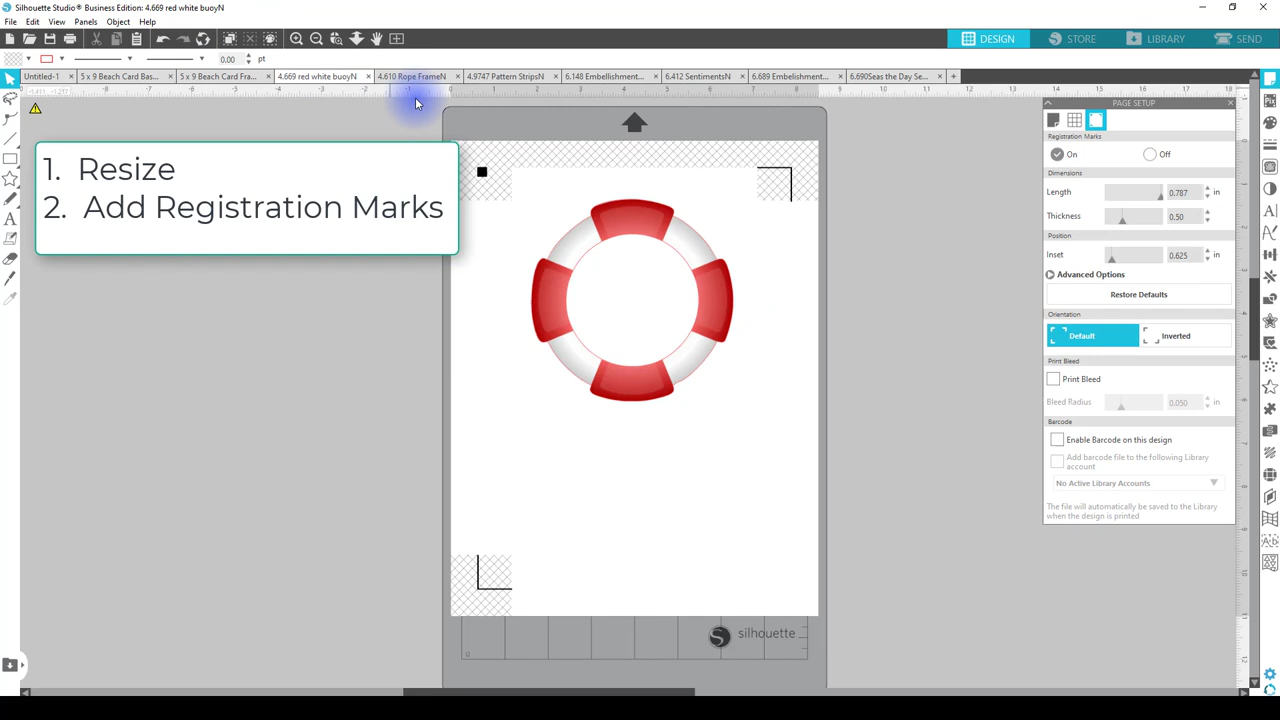 Silhouette Studio® Business Edition: 4.669 red white buoyN
File Edit View Panels Object Help
DESIGN STORE LIBRARY SEND
0.00 pt
Untitled-1 5 x 9 Beach Card Bas... 5 x 9 Beach Card Fra... 4.669 red white buoyN 4.610 Rope FrameN 4.9747 Pattern StripsN 6.148 Embellishment... 6.412 SentimentsN 6.689 Embelishment... 6.690Seas the Day Se...
PAGE SETUP
Registration Marks
On Off
Dimensions
Length 0.787 in
Thickness 0.50
Position
Inset 0.625 in
Advanced Options
Restore Defaults
Orientation
Default Inverted
Print Bleed
Print Bleed
Bleed Radius 0.050 in
Barcode
Enable Barcode on this design
Add barcode file to the following Library
account
No Active Library Accounts
The file will automatically be saved to the Library
when the design is printed
1. Resize
2. Add Registration Marks
silhouette